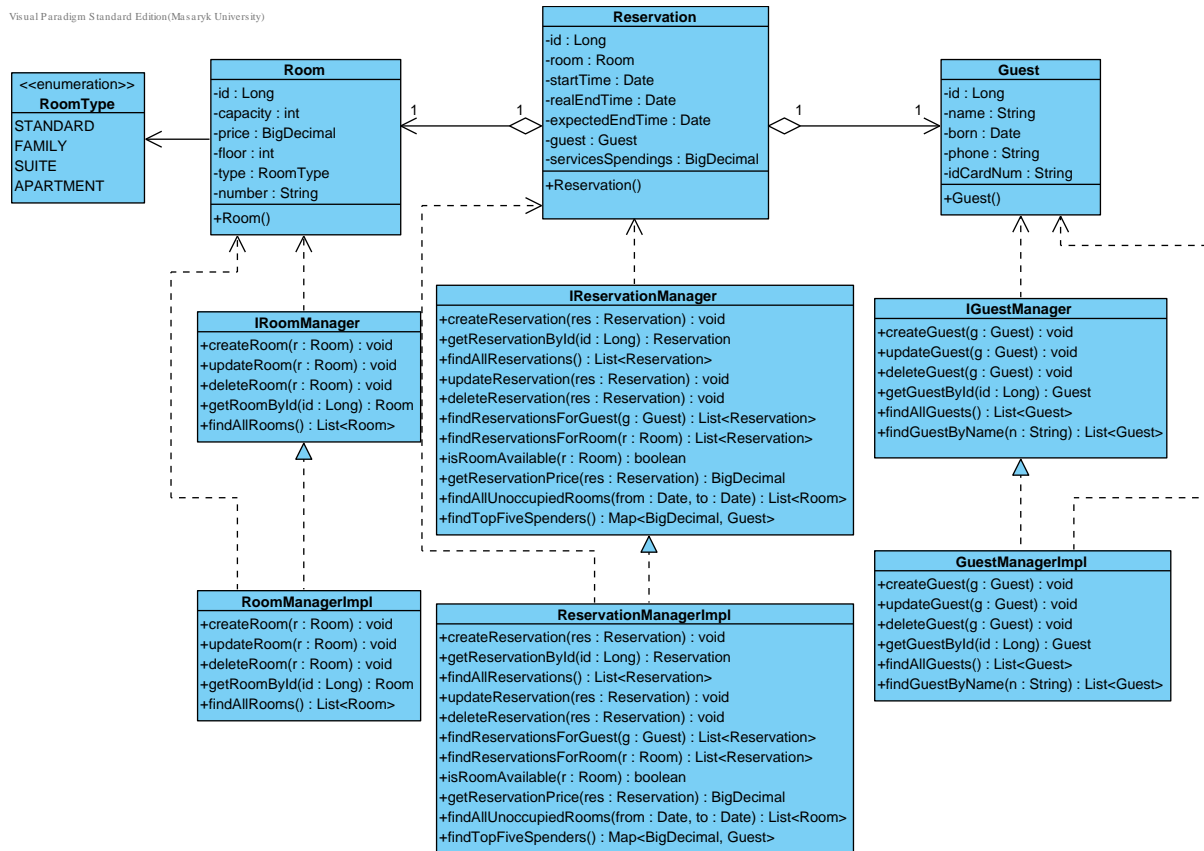 Visual Paradigm Standard Edition(Masaryk University)
<<enumeration>>
RoomType
STANDARD
FAMILY
SUITE
APARTMENT
Room
-id : Long
-capacity : int
-price : BigDecimal
-floor : int
-type : RoomType
-number : String
+Room()
1
Reservation
-id : Long
-room : Room
-startTime : Date
-realEndTime : Date
-expectedEndTime : Date
-guest : Guest
-servicesSpendings : BigDecimal
+Reservation()
1
1
Guest
-id : Long
-name : String
-born : Date
-phone : String
-idCardNum : String
+Guest()
IRoomManager
+createRoom(r : Room) : void
+updateRoom(r : Room) : void
+deleteRoom(r : Room) : void
+getRoomById(id : Long) : Room
+findAllRooms() : List<Room>
IReservationManager
+createReservation(res : Reservation) : void
+getReservationById(id : Long) : Reservation
+findAllReservations() : List<Reservation>
+updateReservation(res : Reservation) : void
+deleteReservation(res : Reservation) : void
+findReservationsForGuest(g : Guest) : List<Reservation>
+findReservationsForRoom(r : Room) : List<Reservation>
+isRoomAvailable(r : Room) : boolean
+getReservationPrice(res : Reservation) : BigDecimal
+findAllUnoccupiedRooms(from : Date, to : Date) : List<Room>
+findTopFiveSpenders() : Map<BigDecimal, Guest>
IGuestManager
+createGuest(g : Guest) : void
+updateGuest(g : Guest) : void
+deleteGuest(g : Guest) : void
+getGuestById(id : Long) : Guest
+findAllGuests() : List<Guest>
+findGuestByName(n : String) : List<Guest>
RoomManagerImpl
+createRoom(r : Room) : void
+updateRoom(r : Room) : void
+deleteRoom(r : Room) : void
+getRoomById(id : Long) : Room
+findAllRooms() : List<Room>
ReservationManagerImpl
+createReservation(res : Reservation) : void
+getReservationById(id : Long) : Reservation
+findAllReservations() : List<Reservation>
+updateReservation(res : Reservation) : void
+deleteReservation(res : Reservation) : void
+findReservationsForGuest(g : Guest) : List<Reservation>
+findReservationsForRoom(r : Room) : List<Reservation>
+isRoomAvailable(r : Room) : boolean
+getReservationPrice(res : Reservation) : BigDecimal
+findAllUnoccupiedRooms(from : Date, to : Date) : List<Room>
+findTopFiveSpenders() : Map<BigDecimal, Guest>
GuestManagerImpl
+createGuest(g : Guest) : void
+updateGuest(g : Guest) : void
+deleteGuest(g : Guest) : void
+getGuestById(id : Long) : Guest
+findAllGuests() : List<Guest>
+findGuestByName(n : String) : List<Guest>
1